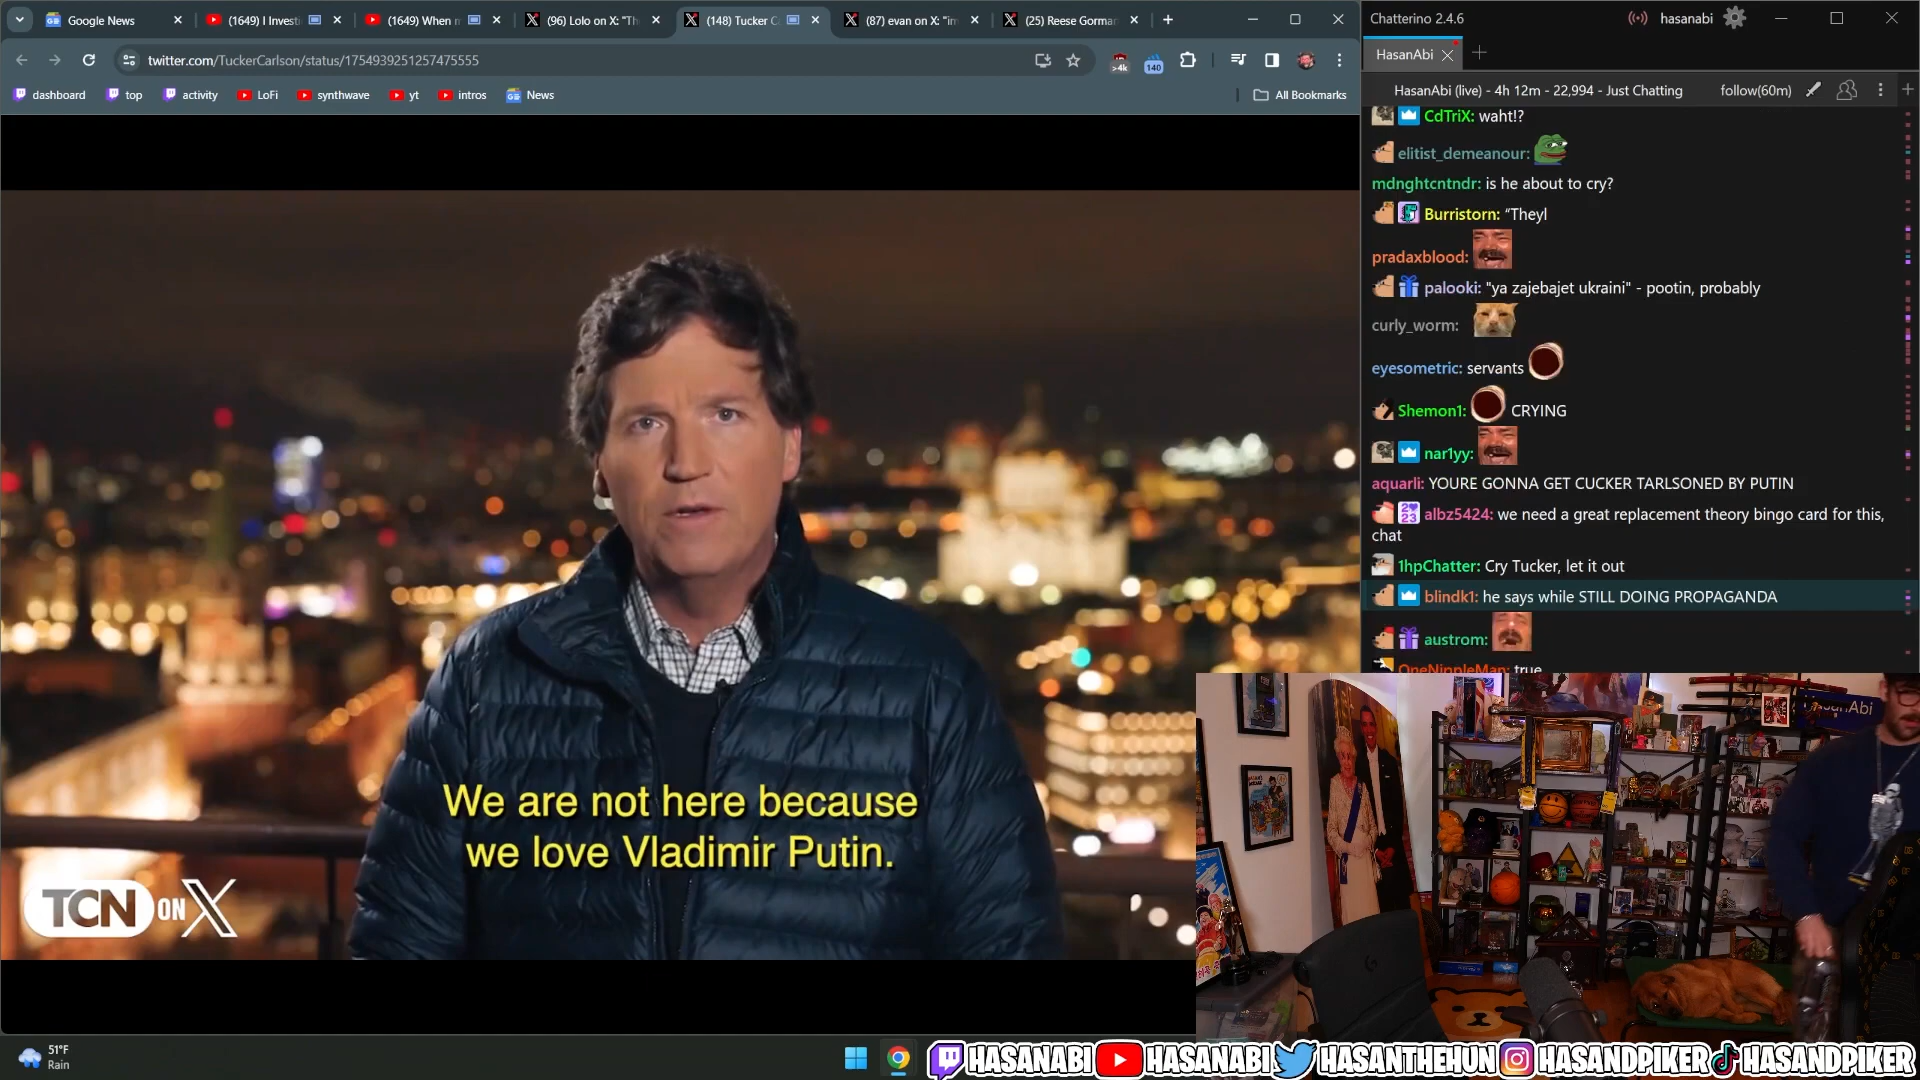 Google News
(1649) I Investi
(1649) When m
(96) Lolo on X: "Th
(148) Tucker C
(87) evan on X: "im
(25) Reese Gorma
twitter.com/TuckerCarlson/status/1754939251257475555
>4k
140
dashboard
top
activity
LoFi
synthwave
yt
intros
News
All Bookmarks
We are not here because
we love Vladimir Putin.
TCN ON X
Chatterino 2.4.6
hasanabi
HasanAbi
HasanAbi (live) - 4h 12m - 22,994 - Just Chatting
follow(60m)
CdTriX: waht!?
elitist_demeanour:
mdnghtcntndr: is he about to cry?
Burristorn: “Theyl
pradaxblood:
palooki: "ya zajebajet ukraini" - pootin, probably
curly_worm:
eyesometric: servants
Shemon1: CRYING
nar1yy:
aquarli: YOURE GONNA GET CUCKER TARLSONED BY PUTIN
albz5424: we need a great replacement theory bingo card for this,
chat
1hpChatter: Cry Tucker, let it out
blindk1: he says while STILL DOING PROPAGANDA
austrom:
OneNippleMan: true
51°F
Rain
HASANABI HASANABI HASANTHEHUN HASANDPIKER HASANDPIKER